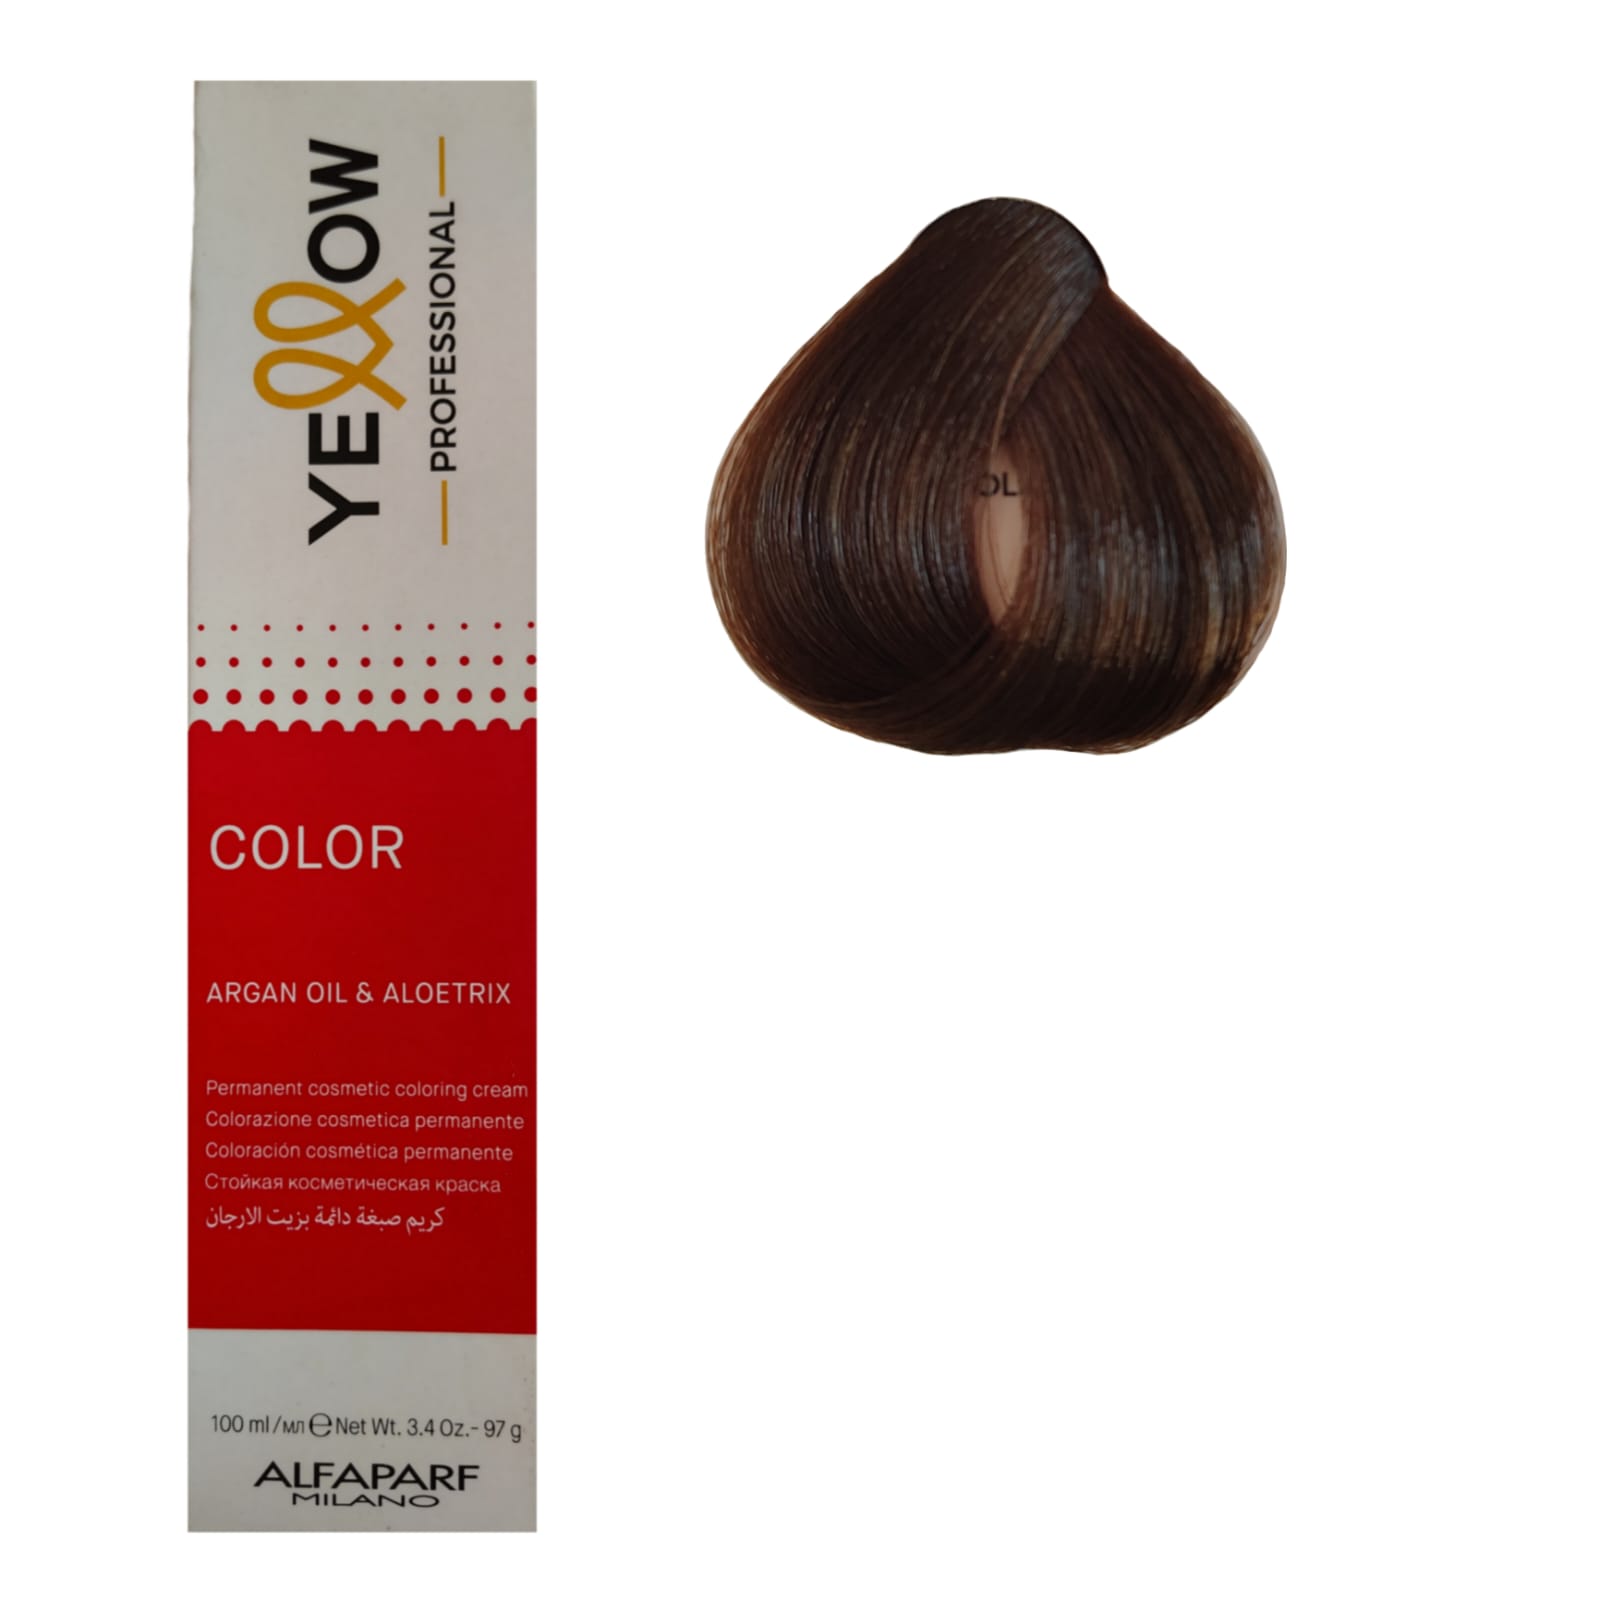 YELLOW
PROFESSIONAL
COLOR
ARGAN OIL & ALOETRIX
Permanent cosmetic coloring cream
Colorazione cosmetica permanente
Coloración cosmética permanente
Стойкая косметическая краска
كريم صبغة دائمة بزيت الارجان
100 ml/мл ℮ Net Wt. 3.4 Oz.- 97 g
ALFAPARF
MILANO